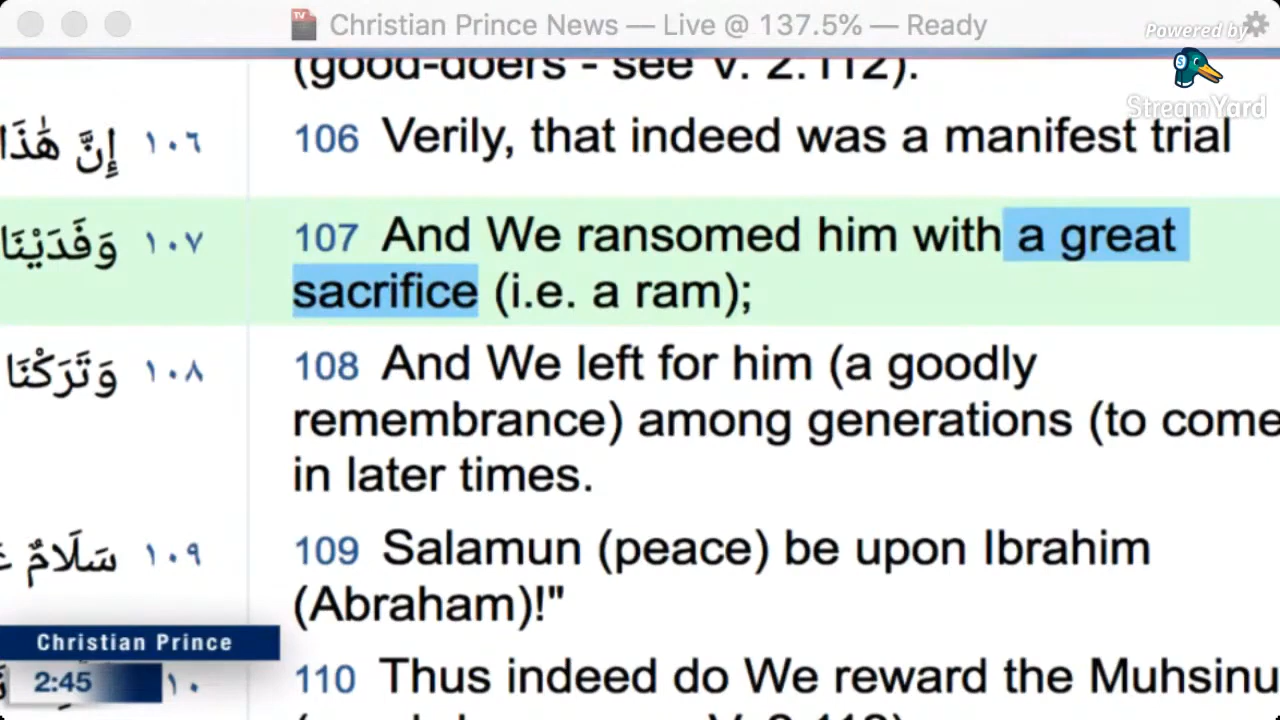 Christian Prince News — Live @ 137.5% — Ready
Powered by
StreamYard
(good-doers - see V. 2:112).
إِنَّ هَٰذَا ١٠٦
106 Verily, that indeed was a manifest trial
وَفَدَيْنَا ١٠٧
107 And We ransomed him with a great
sacrifice (i.e. a ram);
وَتَرَكْنَا ١٠٨
108 And We left for him (a goodly
remembrance) among generations (to come
in later times.
سَلَامٌ ١٠٩
109 Salamun (peace) be upon Ibrahim
(Abraham)!"
110 Thus indeed do We reward the Muhsinu
Christian Prince
2:45